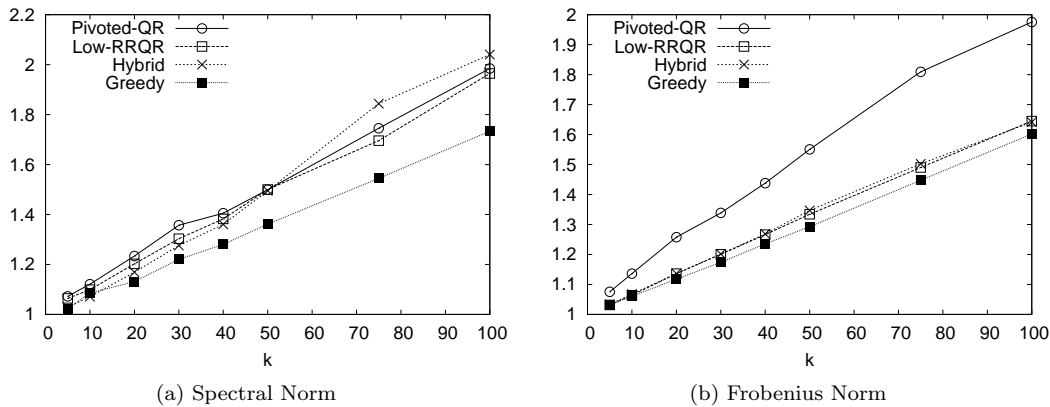 2.2
2
1.8
1.6
1.4
1.2
1
Pivoted-QR
Low-RRQR
Hybrid
Greedy
0 10 20 30 40 50 60 70 80 90 100
k
(a) Spectral Norm
2
1.9
1.8
1.7
1.6
1.5
1.4
1.3
1.2
1.1
1
Pivoted-QR
Low-RRQR
Hybrid
Greedy
0 10 20 30 40 50 60 70 80 90 100
k
(b) Frobenius Norm